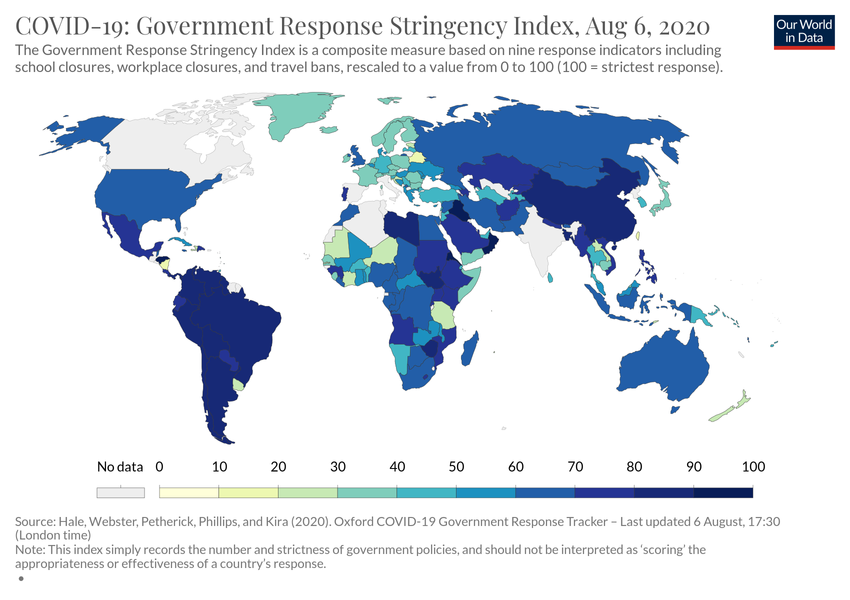 COVID-19: Government Response Stringency Index, Aug 6, 2020
Our World
in Data
The Government Response Stringency Index is a composite measure based on nine response indicators including
school closures, workplace closures, and travel bans, rescaled to a value from 0 to 100 (100 = strictest response).
No data 0 10 20 30 40 50 60 70 80 90 100
Source: Hale, Webster, Petherick, Phillips, and Kira (2020). Oxford COVID-19 Government Response Tracker – Last updated 6 August, 17:30
(London time)
Note: This index simply records the number and strictness of government policies, and should not be interpreted as ‘scoring’ the
appropriateness or effectiveness of a country's response.
•